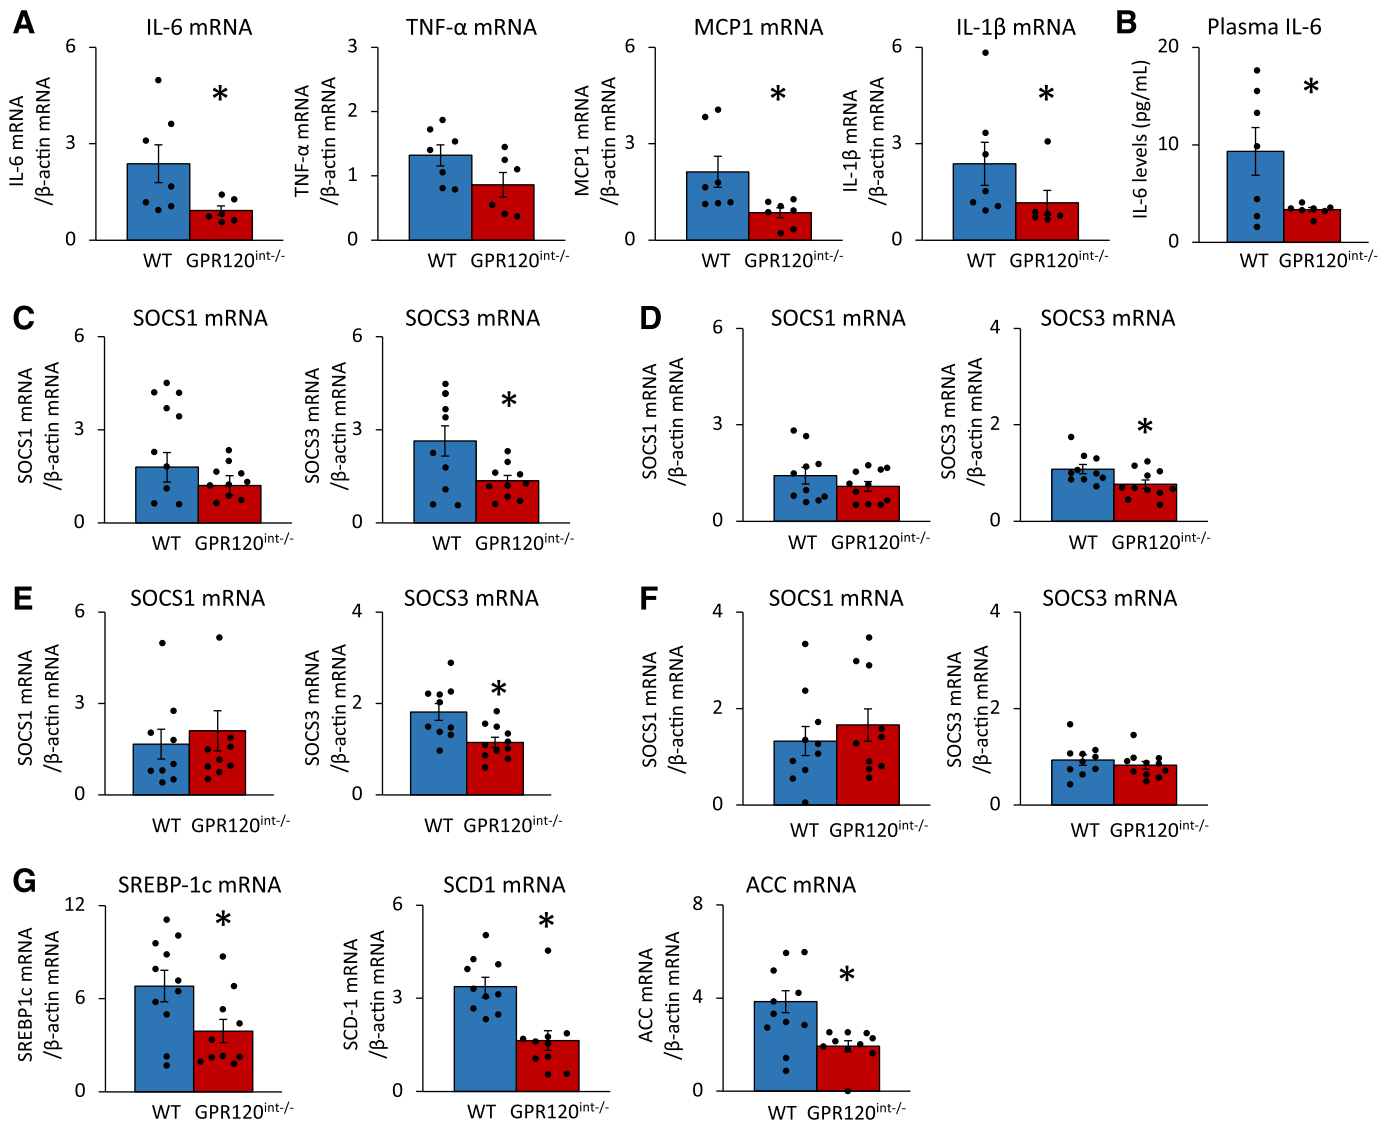 A
IL-6 mRNA
IL-6 mRNA
/β-actin mRNA
6
3
0
*
WT GPR120int-/-
TNF-α mRNA
TNF-α mRNA
/β-actin mRNA
3
2
1
0
WT GPR120int-/-
MCP1 mRNA
MCP1 mRNA
/β-actin mRNA
6
3
0
*
WT GPR120int-/-
IL-1β mRNA
IL-1β mRNA
/β-actin mRNA
6
3
0
*
WT GPR120int-/-
B
Plasma IL-6
IL-6 levels (pg/mL)
20
10
0
*
WT GPR120int-/-
C
SOCS1 mRNA
SOCS1 mRNA
/β-actin mRNA
6
3
0
WT GPR120int-/-
SOCS3 mRNA
SOCS3 mRNA
/β-actin mRNA
6
3
0
*
WT GPR120int-/-
D
SOCS1 mRNA
SOCS1 mRNA
/β-actin mRNA
6
3
0
WT GPR120int-/-
SOCS3 mRNA
SOCS3 mRNA
/β-actin mRNA
4
2
0
*
WT GPR120int-/-
E
SOCS1 mRNA
SOCS1 mRNA
/β-actin mRNA
6
3
0
WT GPR120int-/-
SOCS3 mRNA
SOCS3 mRNA
/β-actin mRNA
4
2
0
*
WT GPR120int-/-
F
SOCS1 mRNA
SOCS1 mRNA
/β-actin mRNA
4
2
0
WT GPR120int-/-
SOCS3 mRNA
SOCS3 mRNA
/β-actin mRNA
4
2
0
WT GPR120int-/-
G
SREBP-1c mRNA
SREBP1c mRNA
/β-actin mRNA
12
6
0
*
WT GPR120int-/-
SCD1 mRNA
SCD-1 mRNA
/β-actin mRNA
6
3
0
*
WT GPR120int-/-
ACC mRNA
ACC mRNA
/β-actin mRNA
8
4
0
*
WT GPR120int-/-